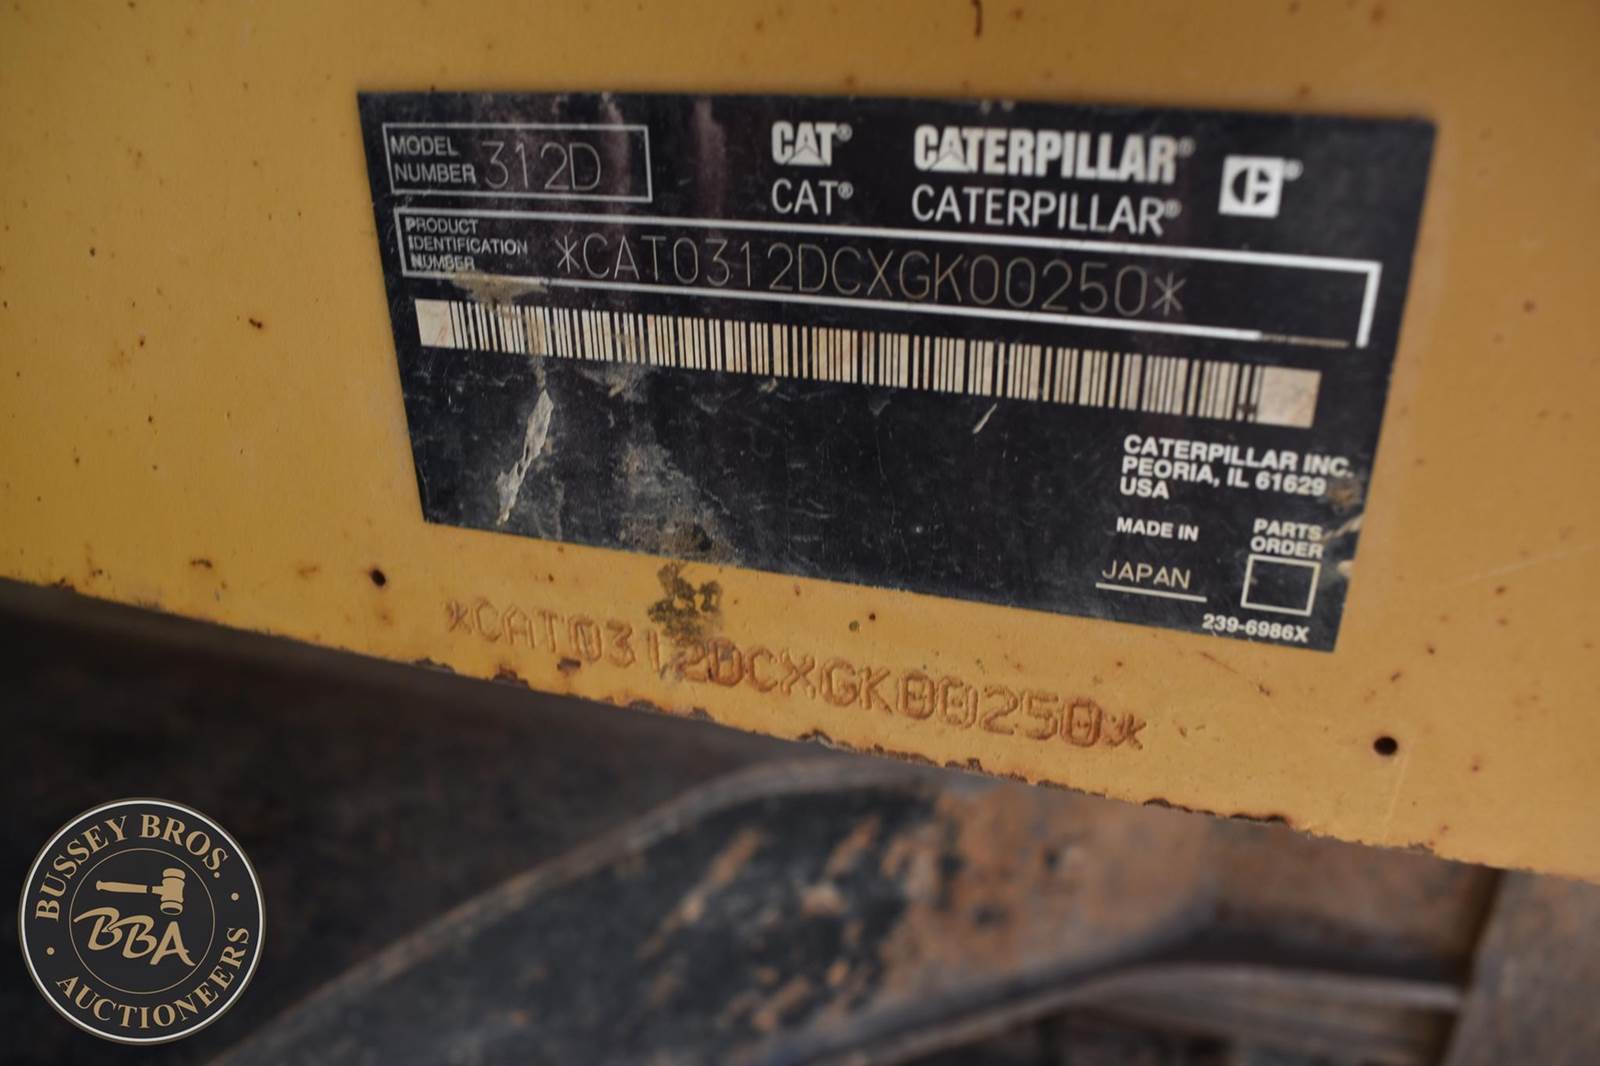 MODEL
NUMBER 312D
CAT® CATERPILLAR®
CAT® CATERPILLAR®
PRODUCT
IDENTIFICATION
NUMBER
*CAT0312DCXGK00250*
CATERPILLAR INC.
PEORIA, IL 61629
USA
MADE IN
JAPAN
PARTS
ORDER
239-6986X
*CAT0312DCXGK00250*
BUSSEY BROS.
BBA
AUCTIONEERS